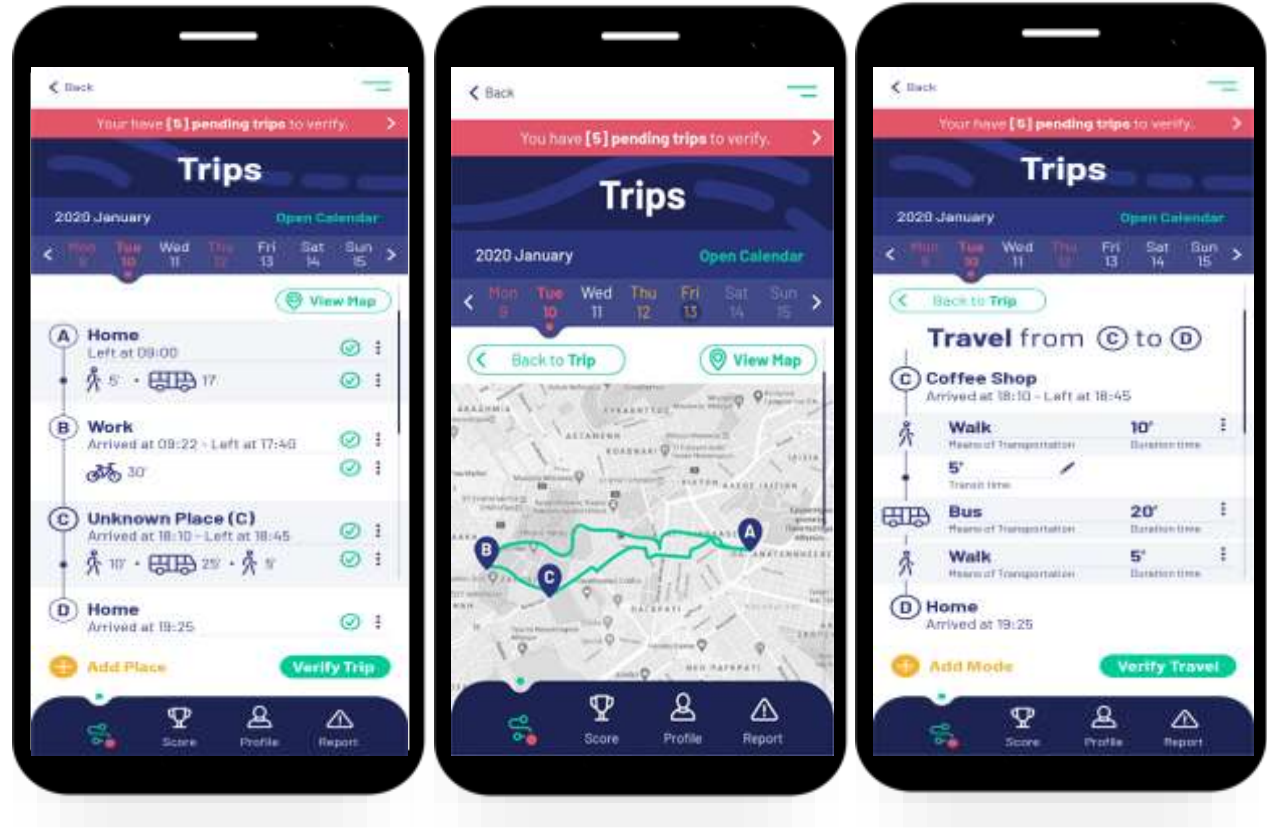 Back
Your have [5] pending trips to verify.
Trips
2020 January Open Calendar
Mon Tue Wed Thu Fri Sat Sun
9 10 11 12 13 14 15
View Map
A Home
Left at 09:00
5' 17
B Work
Arrived at 09:22 - Left at 17:40
30'
C Unknown Place (C)
Arrived at 18:10 - Left at 18:45
10' 25' 5'
D Home
Arrived at 19:25
Add Place Verify Trip
Score Profile Report
Back
You have [5] pending trips to verify.
Trips
2020 January Open Calendar
Mon Tue Wed Thu Fri Sat Sun
9 10 11 12 13 14 15
Back to Trip View Map
A
B
C
Score Profile Report
Back
Your have [5] pending trips to verify.
Trips
2020 January Open Calendar
Mon Tue Wed Thu Fri Sat Sun
9 10 11 12 13 14 15
Back to Trip
Travel from C to D
C Coffee Shop
Arrived at 18:10 - Left at 18:45
Walk 10'
Means of Transportation Duration time
5'
Transit time
Bus 20'
Means of Transportation Duration time
Walk 5'
Means of Transportation Duration time
D Home
Arrived at 19:25
Add Mode Verify Travel
Score Profile Report